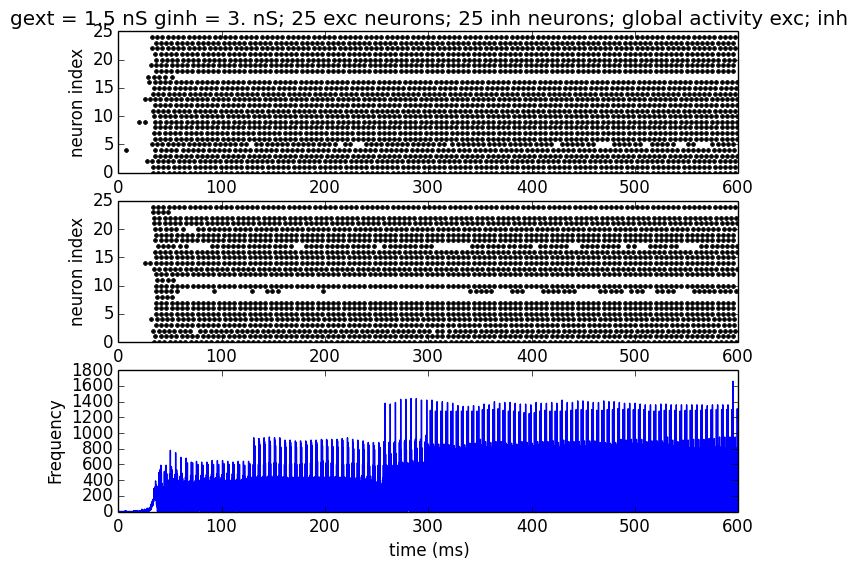 gext = 1.5 nS ginh = 3. nS; 25 exc neurons; 25 inh neurons; global activity exc; inh
25
20
15
10
5
0
neuron index
0 100 200 300 400 500 600
25
20
15
10
5
0
neuron index
0 100 200 300 400 500 600
1800
1600
1400
1200
1000
800
600
400
200
0
Frequency
0 100 200 300 400 500 600
time (ms)